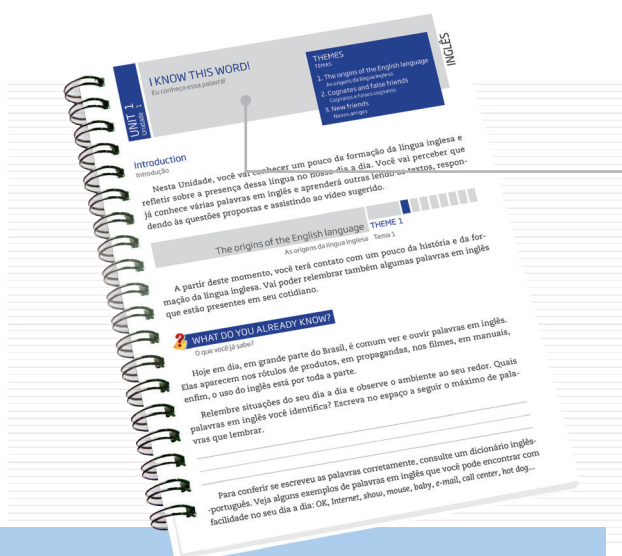 UNIT 1
Unidade 1
I KNOW THIS WORD!
Eu conheço essa palavra!
THEMES
TEMAS
1. The origins of the English language
As origens da língua inglesa
2. Cognates and false friends
Cognatos e falsos cognatos
3. New friends
Novos amigos
INGLÊS
Introduction
Introdução
Nesta Unidade, você vai conhecer um pouco da formação da língua inglesa e
refletir sobre a presença dessa língua no nosso dia a dia. Você vai perceber que
já conhece várias palavras em inglês e aprenderá outras lendo os textos, respon-
dendo às questões propostas e assistindo ao vídeo sugerido.
The origins of the English language THEME 1
As origens da língua inglesa Tema 1
A partir deste momento, você terá contato com um pouco da história e da for-
mação da língua inglesa. Vai poder relembrar também algumas palavras em inglês
que estão presentes em seu cotidiano.
WHAT DO YOU ALREADY KNOW?
O que você já sabe?
Hoje em dia, em grande parte do Brasil, é comum ver e ouvir palavras em inglês.
Elas aparecem nos rótulos de produtos, em propagandas, nos filmes, em manuais,
enfim, o uso do inglês está por toda a parte.
Relembre situações do seu dia a dia e observe o ambiente ao seu redor. Quais
palavras em inglês você identifica? Escreva no espaço a seguir o máximo de pala-
vras que lembrar.
Para conferir se escreveu as palavras corretamente, consulte um dicionário inglês-
-português. Veja alguns exemplos de palavras em inglês que você pode encontrar com
facilidade no seu dia a dia: OK, Internet, show, mouse, baby, e-mail, call center, hot dog...